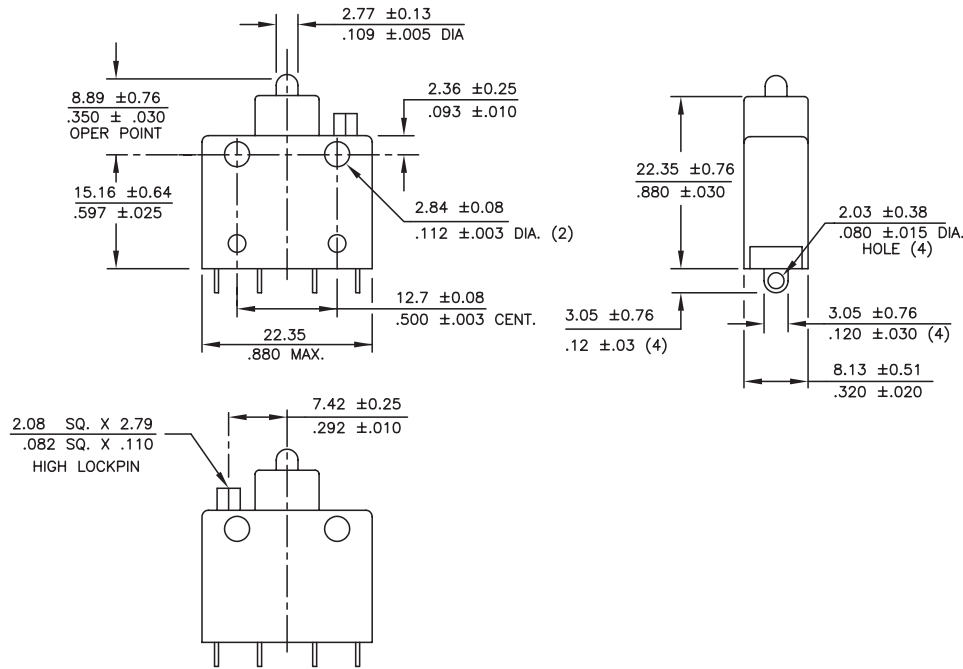 2.77 ±0.13
.109 ±.005 DIA
8.89 ±0.76
.350 ± .030
OPER POINT
2.36 ±0.25
.093 ±.010
15.16 ±0.64
.597 ±.025
2.84 ±0.08
.112 ±.003 DIA. (2)
12.7 ±0.08
.500 ±.003 CENT.
22.35
.880 MAX.
22.35 ±0.76
.880 ±.030
2.03 ±0.38
.080 ±.015 DIA.
HOLE (4)
3.05 ±0.76
.12 ±.03 (4)
3.05 ±0.76
.120 ±.030 (4)
8.13 ±0.51
.320 ±.020
7.42 ±0.25
.292 ±.010
2.08 SQ. X 2.79
.082 SQ. X .110
HIGH LOCKPIN